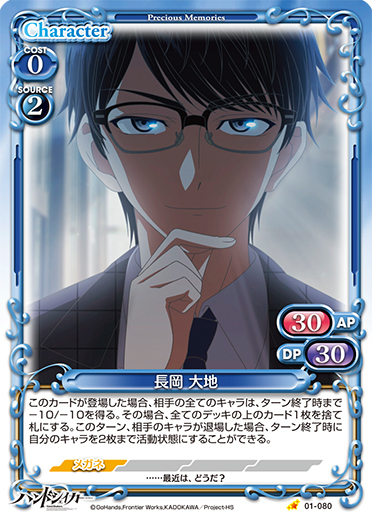 Precious Memories
Character
COST
0
SOURCE
2
30 AP
DP 30
長岡 大地
このカードが登場した場合、相手の全てのキャラは、ターン終了時まで
－10/－10を得る。その場合、全てのデッキの上のカード1枚を捨て
札にする。このターン、相手のキャラが退場した場合、ターン終了時に
自分のキャラを2枚まで活動状態にすることができる。
メガネ
……最近は、どうだ？
ハンドシェイカー
©GoHands,Frontier Works,KADOKAWA／Project-HS
01-080